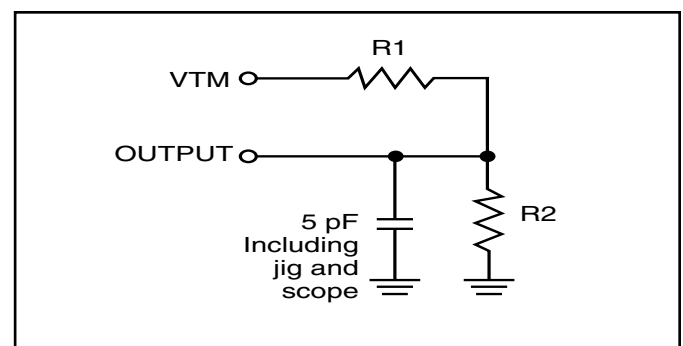 R1
VTM
OUTPUT
5 pF
Including
jig and
scope
R2